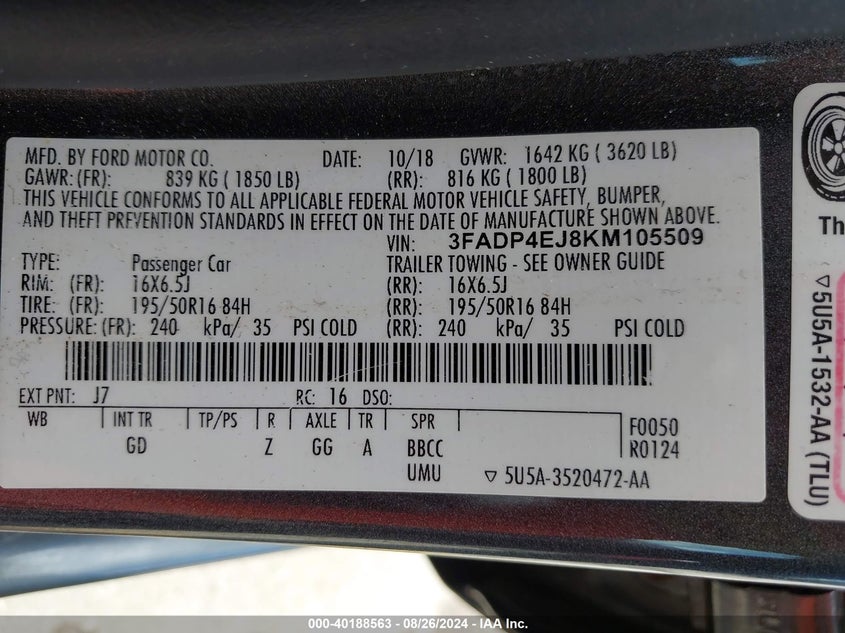 MFD. BY FORD MOTOR CO. DATE: 10/18 GVWR: 1642 KG ( 3620 LB)
GAWR: (FR): 839 KG ( 1850 LB) (RR): 816 KG ( 1800 LB)
THIS VEHICLE CONFORMS TO ALL APPLICABLE FEDERAL MOTOR VEHICLE SAFETY, BUMPER,
AND THEFT PREVENTION STANDARDS IN EFFECT ON THE DATE OF MANUFACTURE SHOWN ABOVE.
VIN: 3FADP4EJ8KM105509
TYPE: Passenger Car TRAILER TOWING - SEE OWNER GUIDE
RIM: (FR): 16X6.5J (RR): 16X6.5J
TIRE: (FR): 195/50R16 84H (RR): 195/50R16 84H
PRESSURE: (FR): 240 kPa/ 35 PSI COLD (RR): 240 kPa/ 35 PSI COLD
EXT PNT: J7 RC: 16 DSO:
WB INT TR TP/PS R AXLE TR SPR F0050
GD Z GG A BBCC R0124
UMU ▽ 5U5A-3520472-AA
Th
▽ 5U5A-1532-AA (TLU)
000-40188563 - 08/26/2024 - IAAI.com